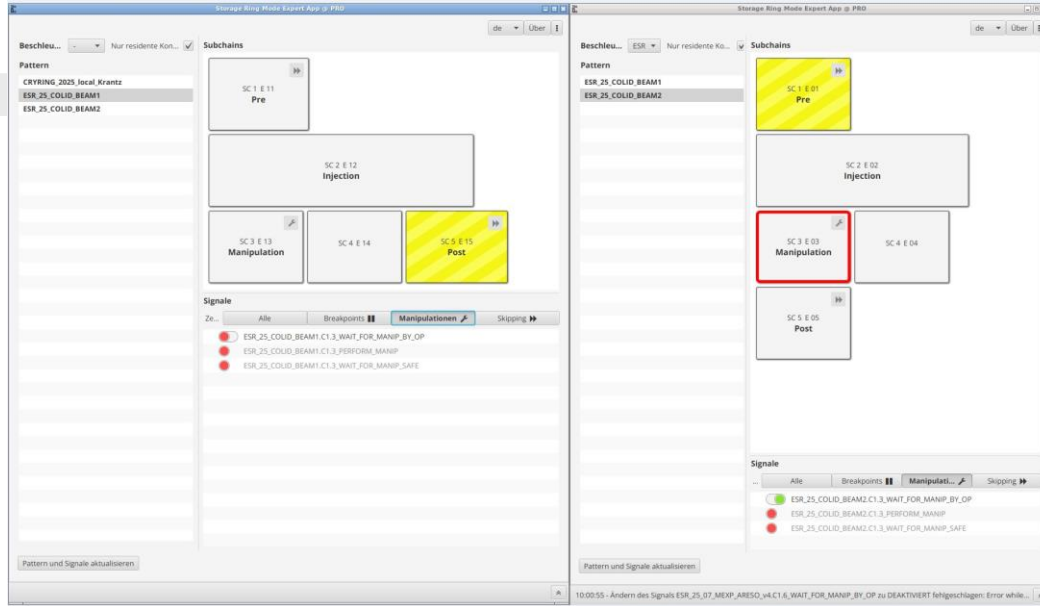 Storage Ring Mode Expert App @ PRO
de
Über
Beschleu...
-
Nur residente Kon...
Subchains
Pattern
CRYRING_2025_local_Krantz
ESR_25_COLID_BEAM1
ESR_25_COLID_BEAM2
SC 1 E 11
Pre
SC 2 E 12
Injection
SC 3 E 13
Manipulation
SC 4 E 14
SC 5 E 15
Post
Signale
Ze...
Alle
Breakpoints
Manipulationen
Skipping
ESR_25_COLID_BEAM1.C1.3_WAIT_FOR_MANIP_BY_OP
ESR_25_COLID_BEAM1.C1.3_PERFORM_MANIP
ESR_25_COLID_BEAM1.C1.3_WAIT_FOR_MANIP_SAFE
Pattern und Signale aktualisieren
Storage Ring Mode Expert App @ PRO
de
Über
Beschleu...
ESR
Nur residente Ko...
Subchains
Pattern
ESR_25_COLID_BEAM1
ESR_25_COLID_BEAM2
SC 1 E 01
Pre
SC 2 E 02
Injection
SC 3 E 03
Manipulation
SC 4 E 04
SC 5 E 05
Post
Signale
...
Alle
Breakpoints
Manipulati...
Skipping
ESR_25_COLID_BEAM2.C1.3_WAIT_FOR_MANIP_BY_OP
ESR_25_COLID_BEAM2.C1.3_PERFORM_MANIP
ESR_25_COLID_BEAM2.C1.3_WAIT_FOR_MANIP_SAFE
Pattern und Signale aktualisieren
10:00:55 - Ändern des Signals ESR_25_07_MEXP_ARESO_v4.C1.6_WAIT_FOR_MANIP_BY_OP zu DEAKTIVIERT fehlgeschlagen: Error while...